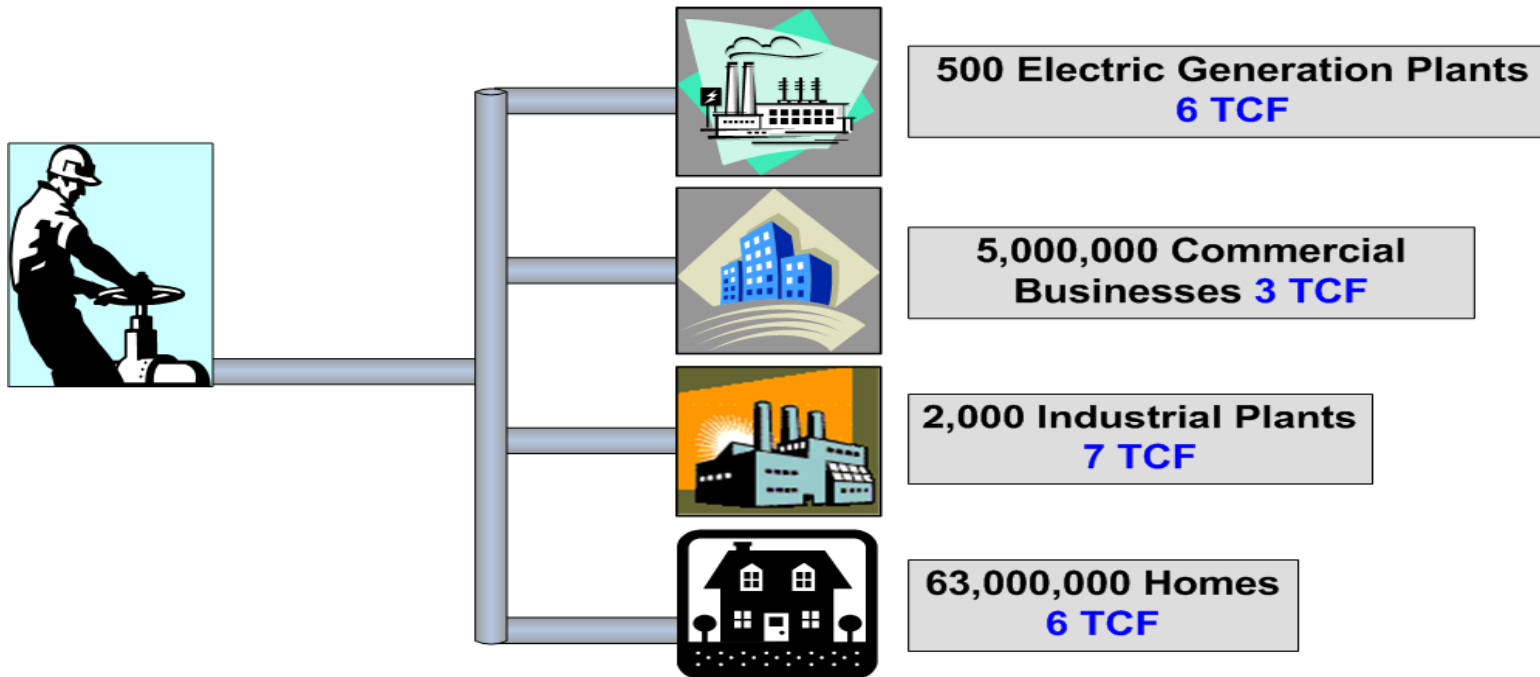 500 Electric Generation Plants
6 TCF
5,000,000 Commercial
Businesses 3 TCF
2,000 Industrial Plants
7 TCF
63,000,000 Homes
6 TCF